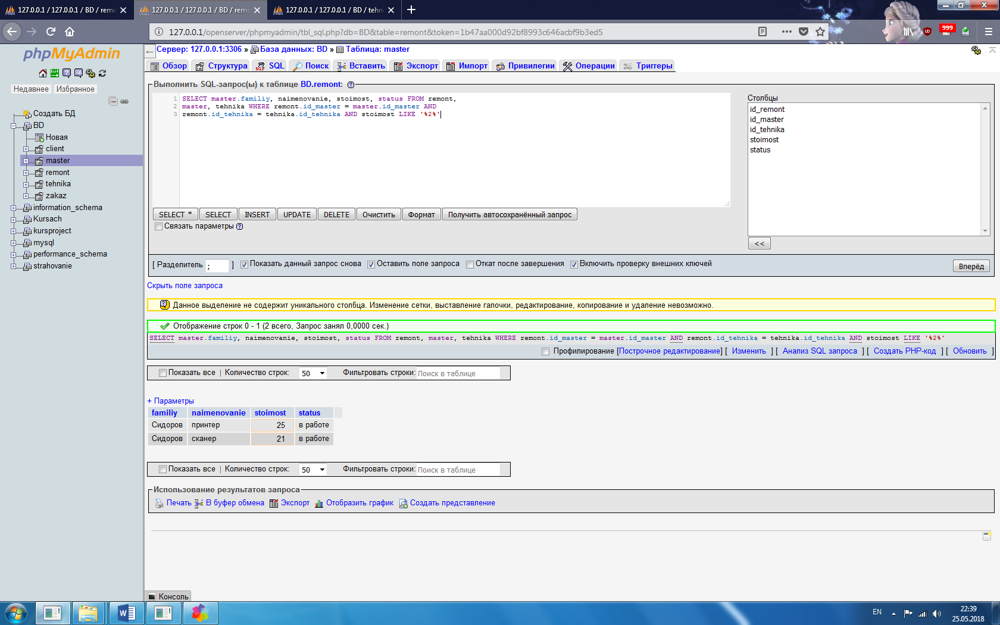 127.0.0.1 / 127.0.0.1 / BD / remo
127.0.0.1 / 127.0.0.1 / BD / remo
127.0.0.1 / 127.0.0.1 / BD / tehni
127.0.0.1/openserver/phpmyadmin/tbl_sql.php?db=BD&table=remont&token=1b47aa000d92bf8993c646acbf9b3ed5
999
phpMyAdmin
Недавнее Избранное
Создать БД
BD
Новая
client
master
remont
tehnika
zakaz
information_schema
Kursach
kursproject
mysql
performance_schema
strahovanie
Сервер: 127.0.0.1:3306 » База данных: BD » Таблица: master
Обзор Структура SQL Поиск Вставить Экспорт Импорт Привилегии Операции Триггеры
Выполнить SQL-запрос(ы) к таблице BD.remont:
1 SELECT master.familiy, naimenovanie, stoimost, status FROM remont,
2 master, tehnika WHERE remont.id_master = master.id_master AND
3 remont.id_tehnika = tehnika.id_tehnika AND stoimost LIKE '%2%'
Столбцы
id_remont
id_master
id_tehnika
stoimost
status
<<
SELECT * SELECT INSERT UPDATE DELETE Очистить Формат Получить автосохранённый запрос
Связать параметры
[ Разделитель ; ] Показать данный запрос снова Оставить поле запроса Откат после завершения Включить проверку внешних ключей Вперёд
Скрыть поле запроса
Данное выделение не содержит уникального столбца. Изменение сетки, выставление галочки, редактирование, копирование и удаление невозможно.
Отображение строк 0 - 1 (2 всего, Запрос занял 0,0000 сек.)
SELECT master.familiy, naimenovanie, stoimost, status FROM remont, master, tehnika WHERE remont.id_master = master.id_master AND remont.id_tehnika = tehnika.id_tehnika AND stoimost LIKE '%2%'
Профилирование [Построчное редактирование] [ Изменить ] [ Анализ SQL запроса ] [ Создать PHP-код ] [ Обновить ]
Показать все | Количество строк: 50 Фильтровать строки: Поиск в таблице
+ Параметры
familiy naimenovanie stoimost status
Сидоров принтер 25 в работе
Сидоров сканер 21 в работе
Показать все | Количество строк: 50 Фильтровать строки: Поиск в таблице
Использование результатов запроса
Печать В буфер обмена Экспорт Отобразить график Создать представление
Консоль
EN
22:39
25.05.2018